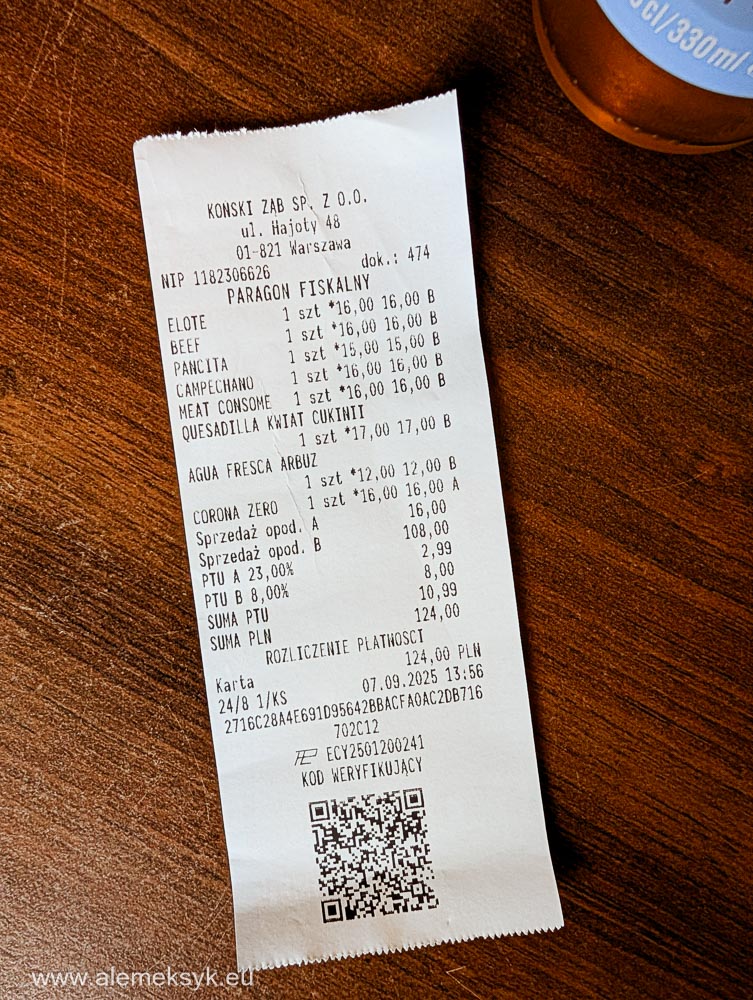 cl/330ml
KONSKI ZĄB SP. Z O.O.
ul. Hajoty 48
01-821 Warszawa
NIP 1182306626 dok.: 474
PARAGON FISKALNY
ELOTE 1 szt *16,00 16,00 B
BEEF 1 szt *16,00 16,00 B
PANCITA 1 szt *15,00 15,00 B
CAMPECHANO 1 szt *16,00 16,00 B
MEAT CONSOME 1 szt *16,00 16,00 B
QUESADILLA KWIAT CUKINII
1 szt *17,00 17,00 B
AGUA FRESCA ARBUZ
1 szt *12,00 12,00 B
CORONA ZERO 1 szt *16,00 16,00 A
Sprzedaż opod. A 16,00
Sprzedaż opod. B 108,00
PTU A 23,00% 2,99
PTU B 8,00% 8,00
SUMA PTU 10,99
SUMA PLN 124,00
ROZLICZENIE PŁATNOSCI
Karta 124,00 PLN
24/8 1/KS 07.09.2025 13:56
2716C28A4E691D95642BBACFA0AC2DB716
702C12
ECY2501200241
KOD WERYFIKUJĄCY
www.alemeksyk.eu